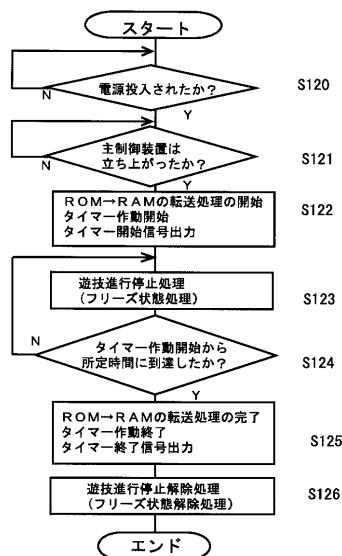 スタート
電源投入されたか？
S120
N
Y
主制御装置は
立ち上がったか？
S121
N
Y
ＲＯＭ→ＲＡＭの転送処理の開始
タイマー作動開始
タイマー開始信号出力
S122
遊技進行停止処理
(フリーズ状態処理)
S123
N
タイマー作動開始から
所定時間に到達したか？
S124
Y
ＲＯＭ→ＲＡＭの転送処理の完了
タイマー作動終了
タイマー終了信号出力
S125
遊技進行停止解除処理
(フリーズ状態解除処理)
S126
エンド